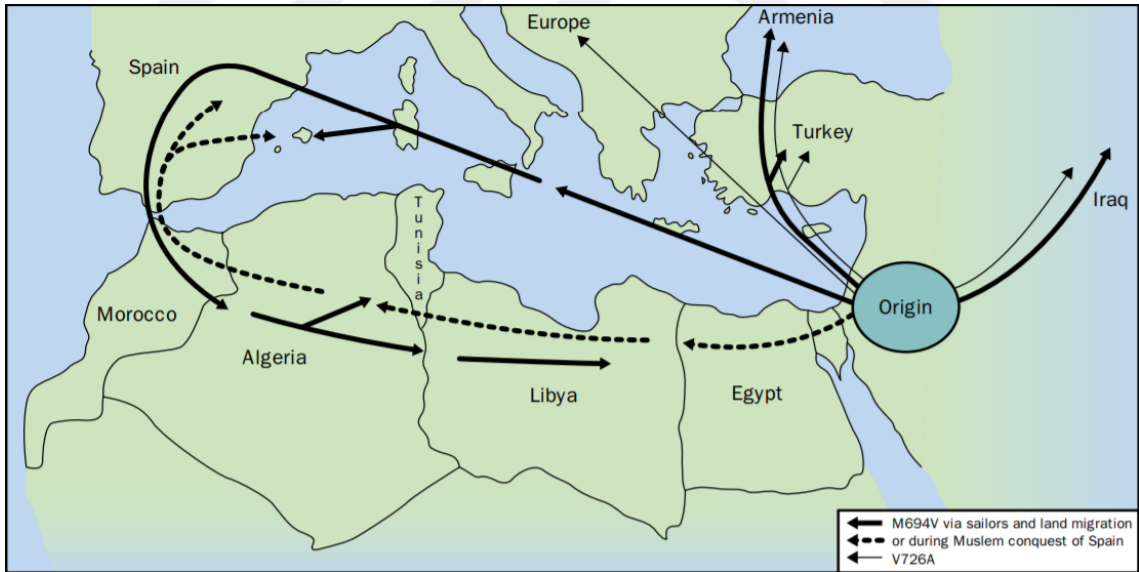 Europe
Armenia
Spain
Turkey
Iraq
Tunisia
Origin
Morocco
Algeria
Libya
Egypt
M694V via sailors and land migration
or during Muslem conquest of Spain
V726A